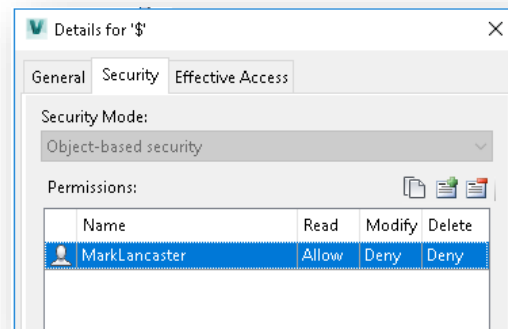 Details for '$'
General Security Effective Access
Security Mode:
Object-based security
Permissions:
Name Read Modify Delete
MarkLancaster Allow Deny Deny